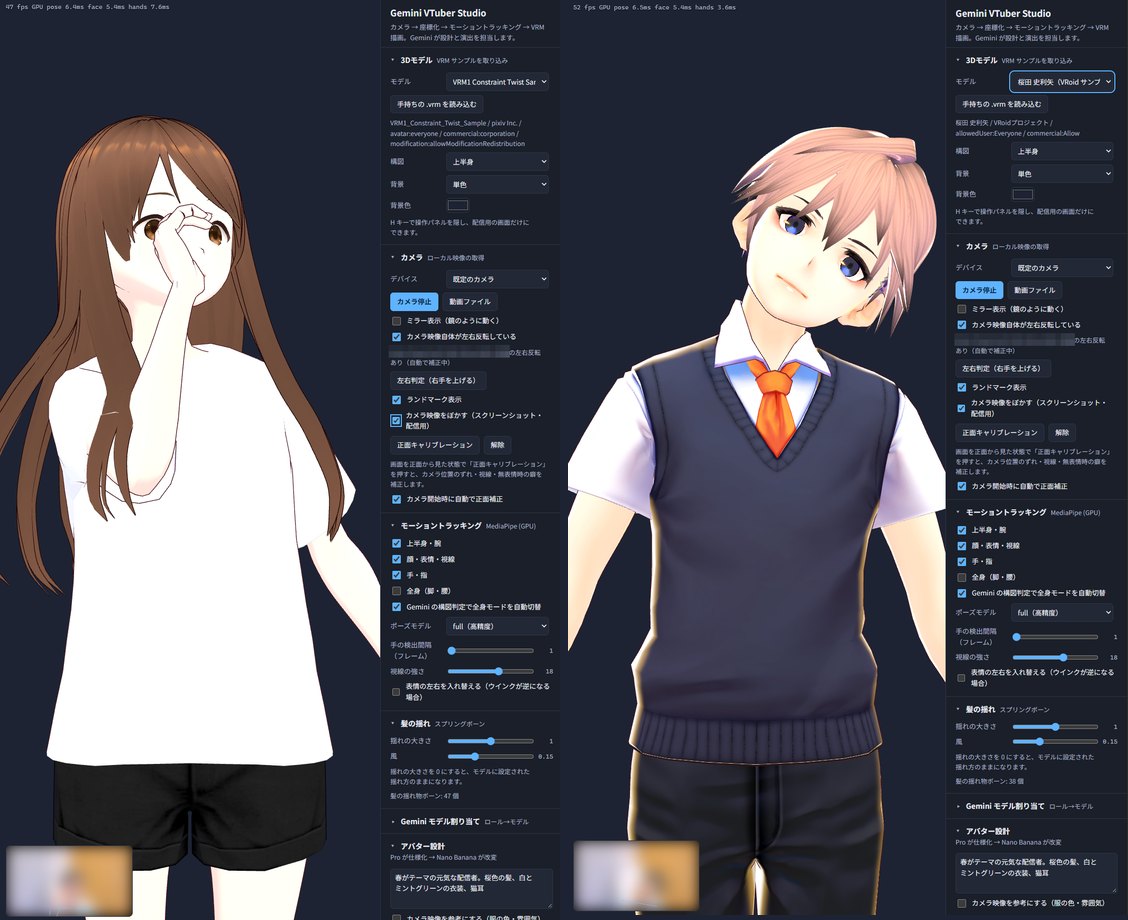 47 fps GPU pose 6.4ms face 5.4ms hands 7.6ms
Gemini VTuber Studio
カメラ → 座標化 → モーショントラッキング → VRM
描画。Gemini が設計と演出を担当します。
3Dモデル VRM サンプルを取り込み
モデル VRM1 Constraint Twist Sar
手持ちの .vrm を読み込む
VRM1_Constraint_Twist_Sample / pixiv Inc. /
avatar:everyone / commercial:corporation /
modification:allowModificationRedistribution
構図 上半身
背景 単色
背景色
H キーで操作パネルを隠し、配信用の画面だけに
できます。
カメラ ローカル映像の取得
デバイス 既定のカメラ
カメラ停止 動画ファイル
ミラー表示（鏡のように動く）
カメラ映像自体が左右反転している
の左右反転
あり（自動で補正中）
左右判定（右手を上げる）
ランドマーク表示
カメラ映像をぼかす（スクリーンショット・
配信用）
正面キャリブレーション 解除
画面を正面から見た状態で「正面キャリブレーション」
を押すと、カメラ位置のずれ・視線・無表情時の癖を
補正します。
カメラ開始時に自動で正面補正
モーショントラッキング MediaPipe (GPU)
上半身・腕
顔・表情・視線
手・指
全身（脚・腰）
Gemini の構図判定で全身モードを自動切替
ポーズモデル full（高精度）
手の検出間隔
（フレーム） 1
視線の強さ 18
表情の左右を入れ替える（ウインクが逆になる
場合）
髪の揺れ スプリングボーン
揺れの大きさ 1
風 0.15
揺れの大きさを 0 にすると、モデルに設定された
揺れ方のままになります。
髪の揺れ物ボーン: 47 個
Gemini モデル割り当て ロール→モデル
アバター設計
Pro が仕様化 → Nano Banana が改変
春がテーマの元気な配信者。桜色の髪、白と
ミントグリーンの衣装、猫耳
カメラ映像を参考にする（服の色・雰囲気）
52 fps GPU pose 6.5ms face 5.4ms hands 3.6ms
Gemini VTuber Studio
カメラ → 座標化 → モーショントラッキング → VRM
描画。Gemini が設計と演出を担当します。
3Dモデル VRM サンプルを取り込み
モデル 桜田 史利矢（VRoid サンプ
手持ちの .vrm を読み込む
桜田 史利矢 / VRoidプロジェクト /
allowedUser:Everyone / commercial:Allow
構図 上半身
背景 単色
背景色
H キーで操作パネルを隠し、配信用の画面だけに
できます。
カメラ ローカル映像の取得
デバイス 既定のカメラ
カメラ停止 動画ファイル
ミラー表示（鏡のように動く）
カメラ映像自体が左右反転している
の左右反転
あり（自動で補正中）
左右判定（右手を上げる）
ランドマーク表示
カメラ映像をぼかす（スクリーンショット・
配信用）
正面キャリブレーション 解除
画面を正面から見た状態で「正面キャリブレーション」
を押すと、カメラ位置のずれ・視線・無表情時の癖を
補正します。
カメラ開始時に自動で正面補正
モーショントラッキング MediaPipe (GPU)
上半身・腕
顔・表情・視線
手・指
全身（脚・腰）
Gemini の構図判定で全身モードを自動切替
ポーズモデル full（高精度）
手の検出間隔
（フレーム） 1
視線の強さ 18
表情の左右を入れ替える（ウインクが逆になる
場合）
髪の揺れ スプリングボーン
揺れの大きさ 1
風 0.15
揺れの大きさを 0 にすると、モデルに設定された
揺れ方のままになります。
髪の揺れ物ボーン: 38 個
Gemini モデル割り当て ロール→モデル
アバター設計
Pro が仕様化 → Nano Banana が改変
春がテーマの元気な配信者。桜色の髪、白と
ミントグリーンの衣装、猫耳
カメラ映像を参考にする（服の色・雰囲気）